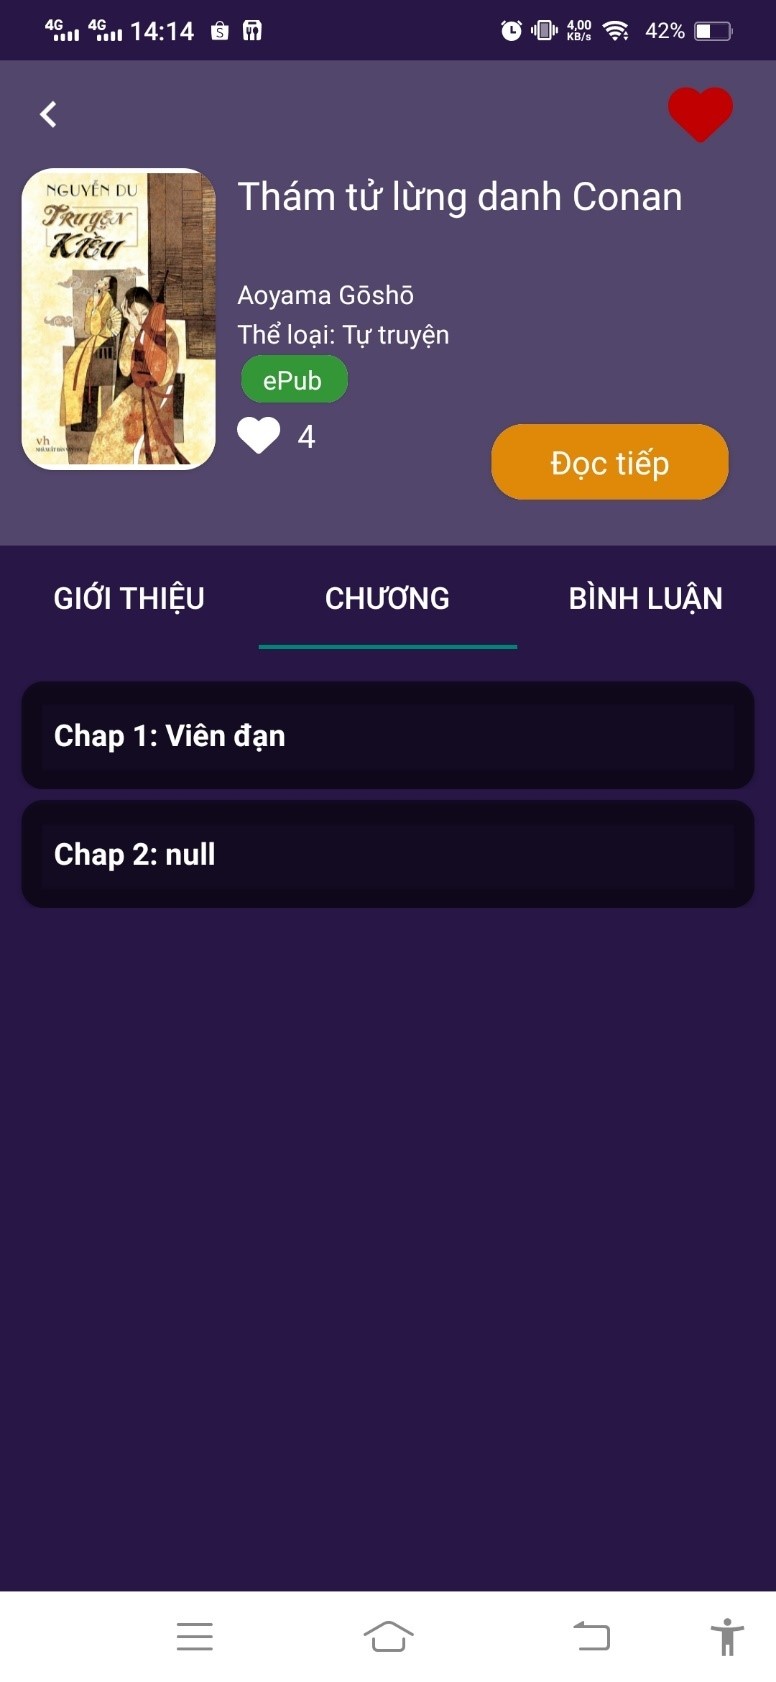 4G 4G 14:14 4,00 KB/s 42%
NGUYỄN DU
TRUYỆN
KIỀU
vh
Thám tử lừng danh Conan
Aoyama Gōshō
Thể loại: Tự truyện
ePub
4
Đọc tiếp
GIỚI THIỆU CHƯƠNG BÌNH LUẬN
Chap 1: Viên đạn
Chap 2: null